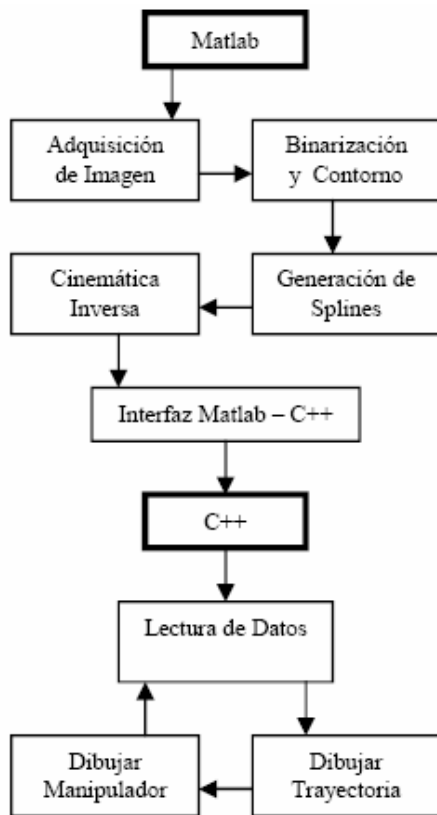 Matlab
Adquisición
de Imagen
Binarización
y Contorno
Cinemática
Inversa
Generación de
Splines
Interfaz Matlab – C++
C++
Lectura de Datos
Dibujar
Manipulador
Dibujar
Trayectoria